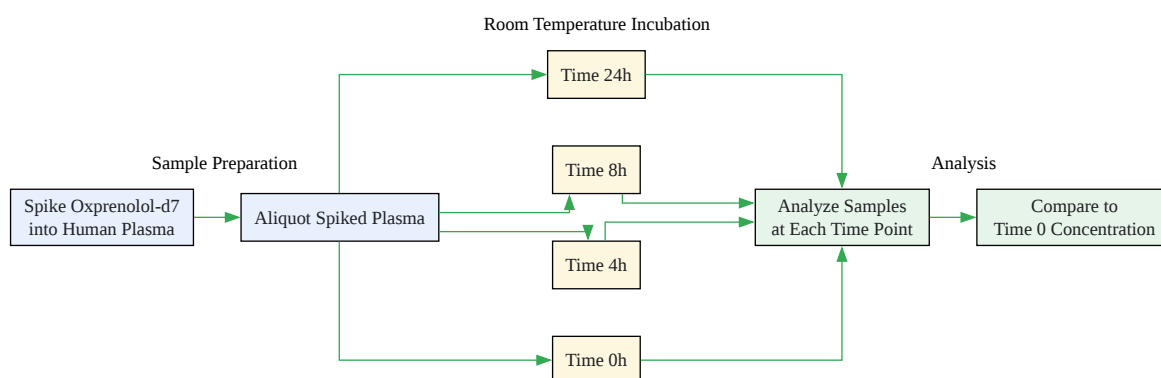 Room Temperature Incubation
Time 24h
Sample Preparation
Time 8h
Analysis
Spike Oxprenolol-d7
into Human Plasma
Aliquot Spiked Plasma
Analyze Samples
at Each Time Point
Compare to
Time 0 Concentration
Time 4h
Time 0h